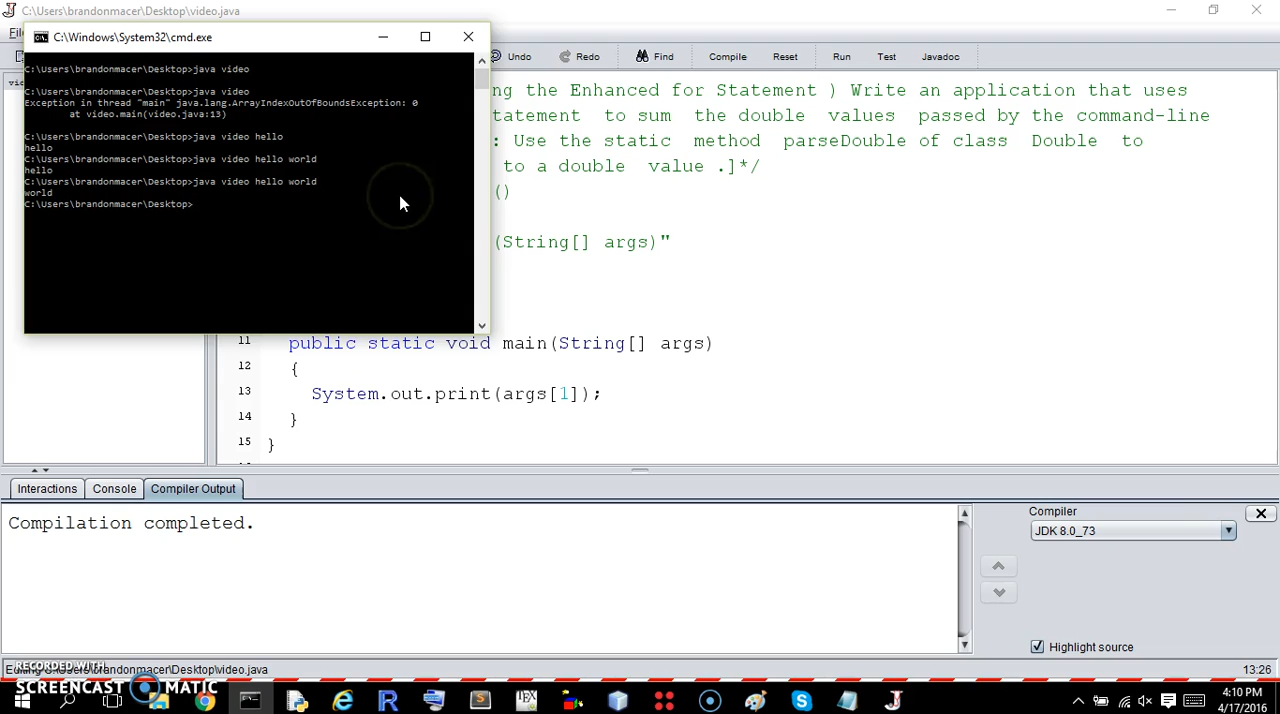 C:\Users\brandonmacer\Desktop\video.java
C:\Windows\System32\cmd.exe
C:\Users\brandonmacer\Desktop>java video
C:\Users\brandonmacer\Desktop>java video
Exception in thread "main" java.lang.ArrayIndexOutOfBoundsException: 0
at video.main(video.java:13)
C:\Users\brandonmacer\Desktop>java video hello
hello
C:\Users\brandonmacer\Desktop>java video hello world
hello
C:\Users\brandonmacer\Desktop>java video hello world
world
C:\Users\brandonmacer\Desktop>
Undo Redo Find Compile Reset Run Test Javadoc
ng the Enhanced for Statement ) Write an application that uses
tatement to sum the double values passed by the command-line
: Use the static method parseDouble of class Double to
to a double value .]*/
()
(String[] args)"
11 public static void main(String[] args)
12 {
13 System.out.print(args[1]);
14 }
15 }
Interactions Console Compiler Output
Compilation completed.
Compiler
JDK 8.0_73
Highlight source
brandonmacer\Desktop\video.java
13:26
RECORDED WITH
SCREENCAST MATIC
4:10 PM
4/17/2016